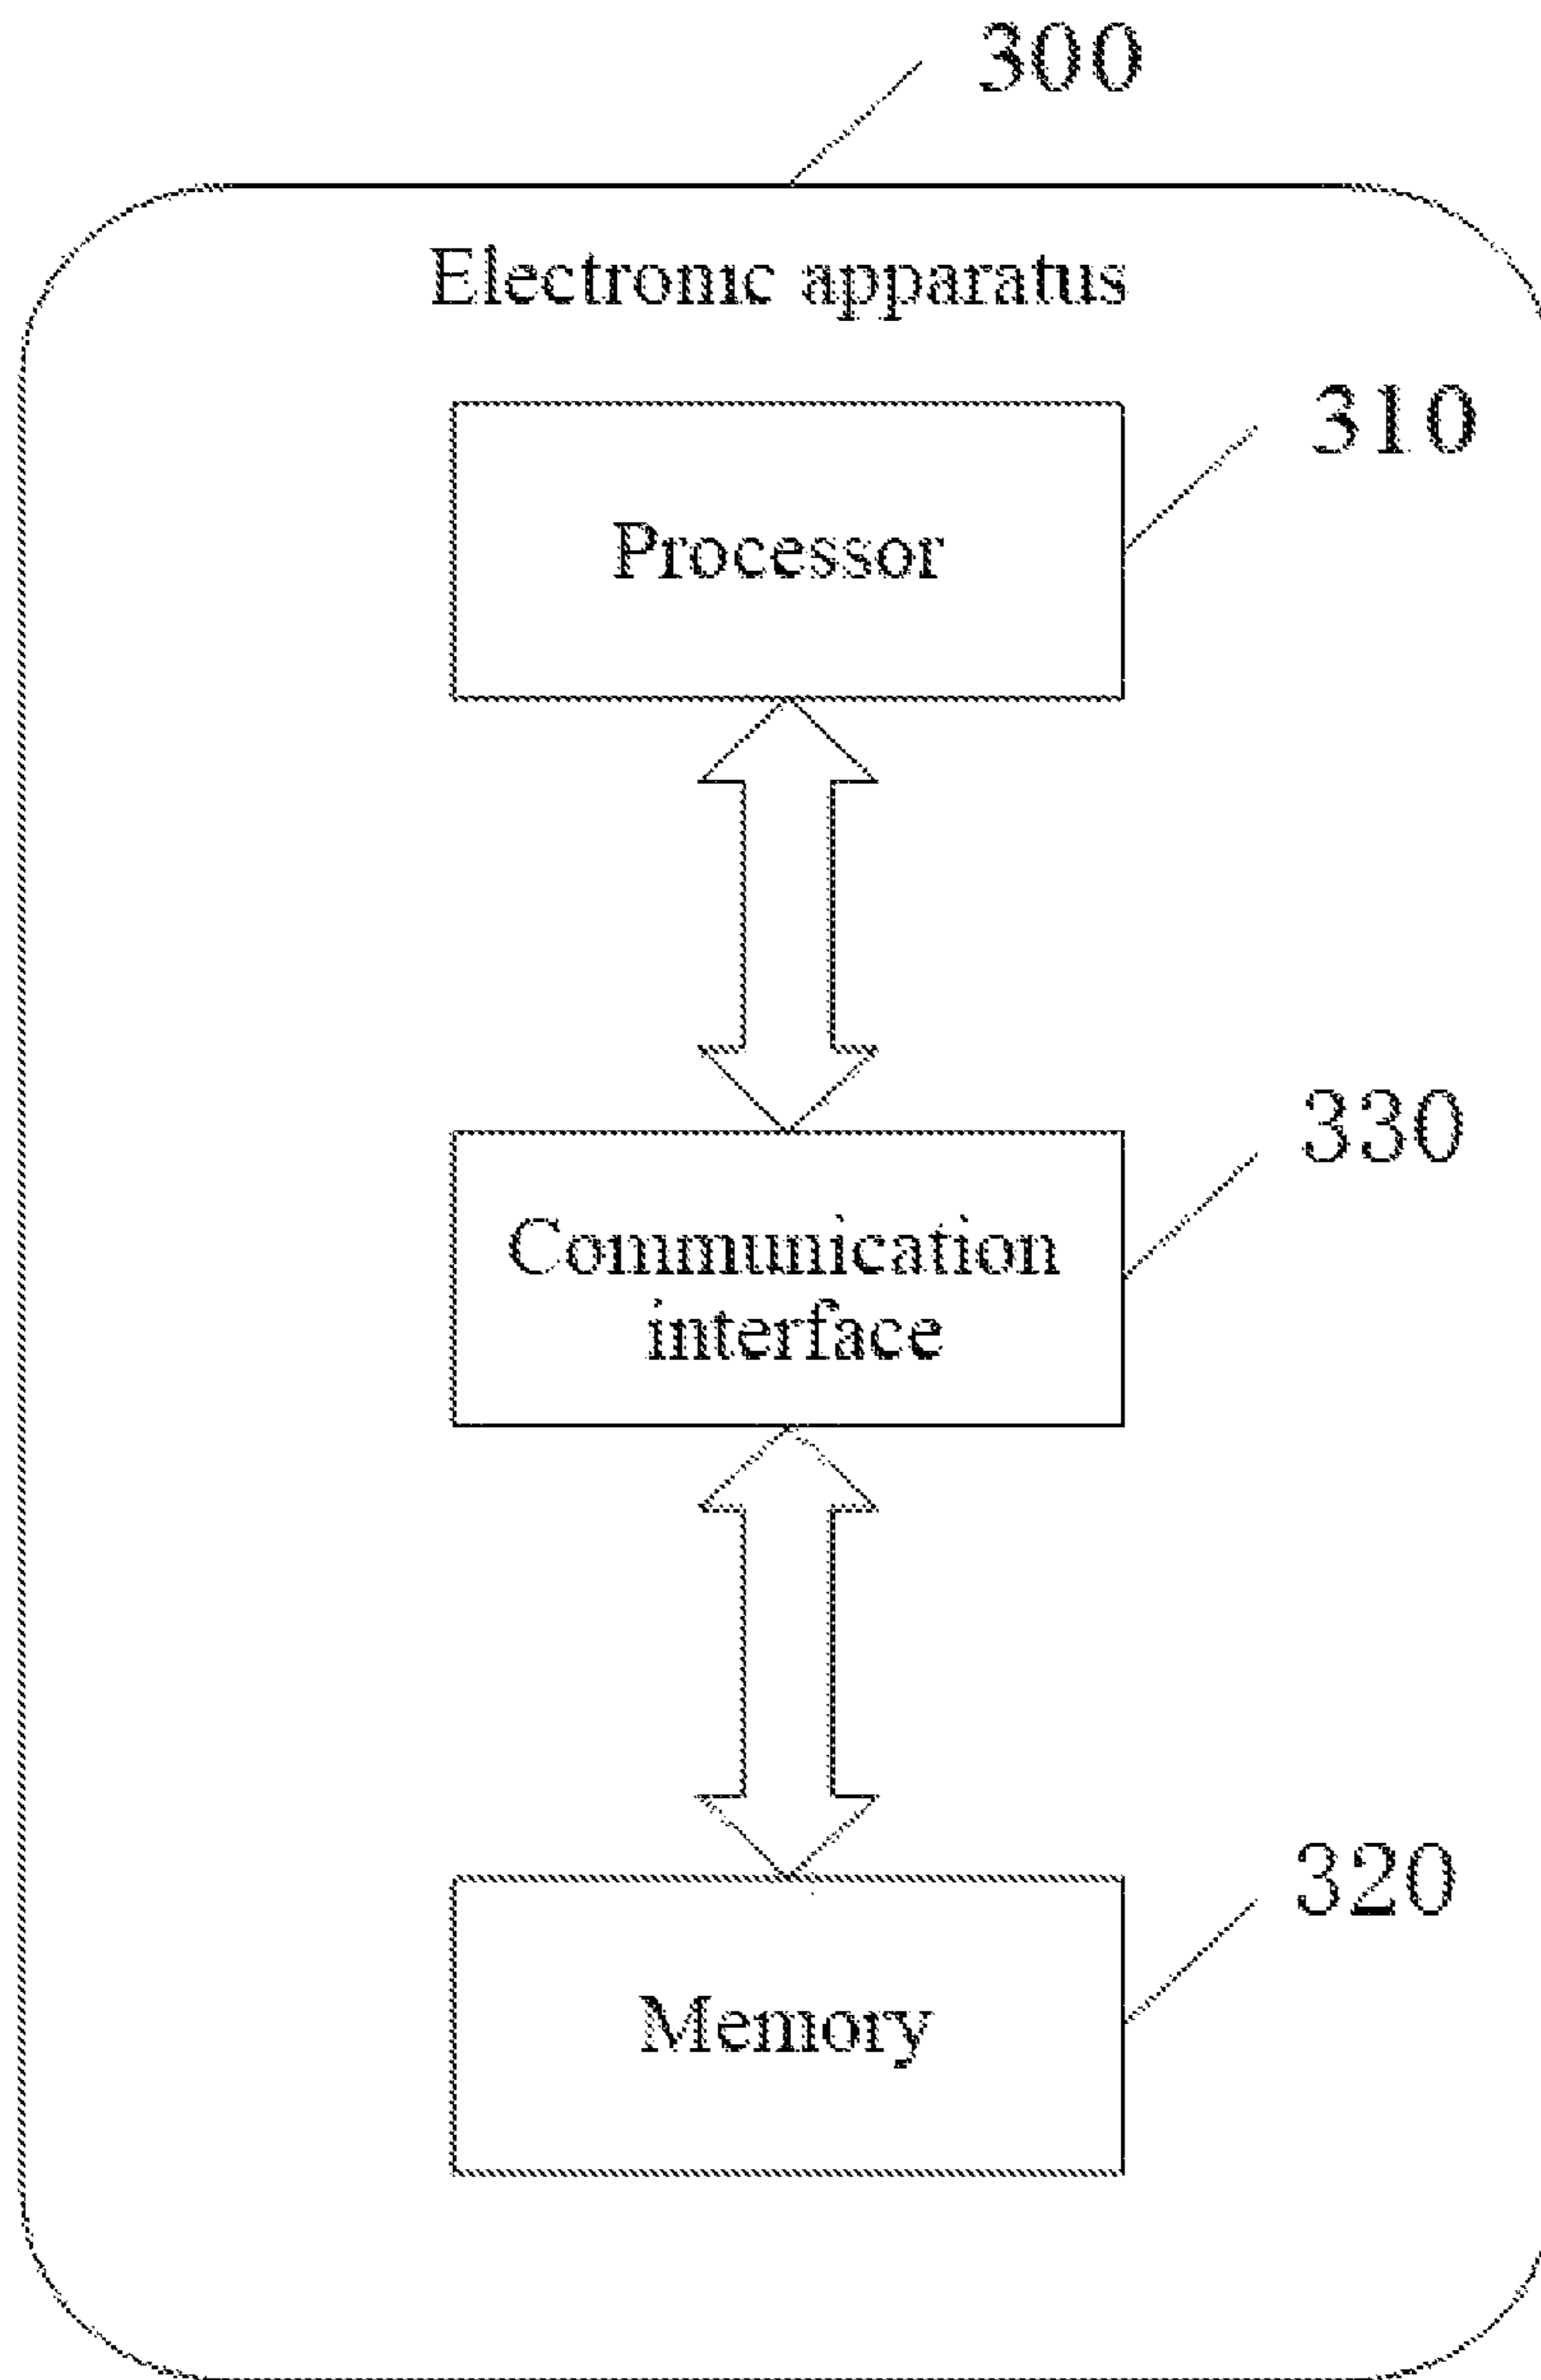 300
Electronic apparatus
310
Processor
330
Communication
interface
320
Memory